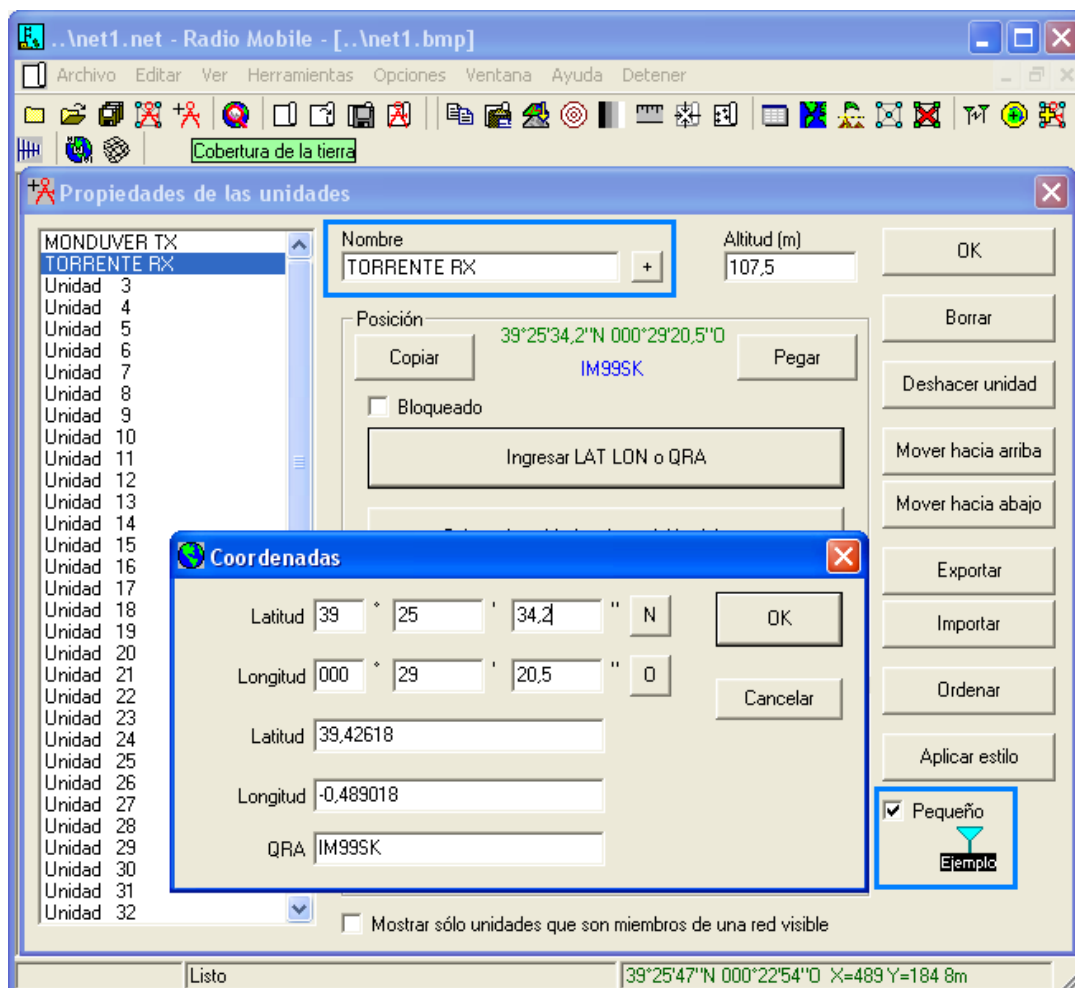 ..\net1.net - Radio Mobile - [..\net1.bmp]
Archivo Editar Ver Herramientas Opciones Ventana Ayuda Detener
Cobertura de la tierra
Propiedades de las unidades
MONDUVER TX
TORRENTE RX
Unidad 3
Unidad 4
Unidad 5
Unidad 6
Unidad 7
Unidad 8
Unidad 9
Unidad 10
Unidad 11
Unidad 12
Unidad 13
Unidad 14
Unidad 15
Unidad 16
Unidad 17
Unidad 18
Unidad 19
Unidad 20
Unidad 21
Unidad 22
Unidad 23
Unidad 24
Unidad 25
Unidad 26
Unidad 27
Unidad 28
Unidad 29
Unidad 30
Unidad 31
Unidad 32
Nombre
TORRENTE RX +
Altitud (m)
107,5
Posición
Copiar
39°25'34,2''N 000°29'20,5''O
IM99SK
Pegar
Bloqueado
Ingresar LAT LON o QRA
OK
Borrar
Deshacer unidad
Mover hacia arriba
Mover hacia abajo
Exportar
Importar
Ordenar
Aplicar estilo
Pequeño
Ejemplo
Coordenadas
Latitud 39 ° 25 ' 34,2 '' N
Longitud 000 ° 29 ' 20,5 '' O
Latitud 39,42618
Longitud -0,489018
QRA IM99SK
OK
Cancelar
Mostrar sólo unidades que son miembros de una red visible
Listo
39°25'47''N 000°22'54''O X=489 Y=184 8m